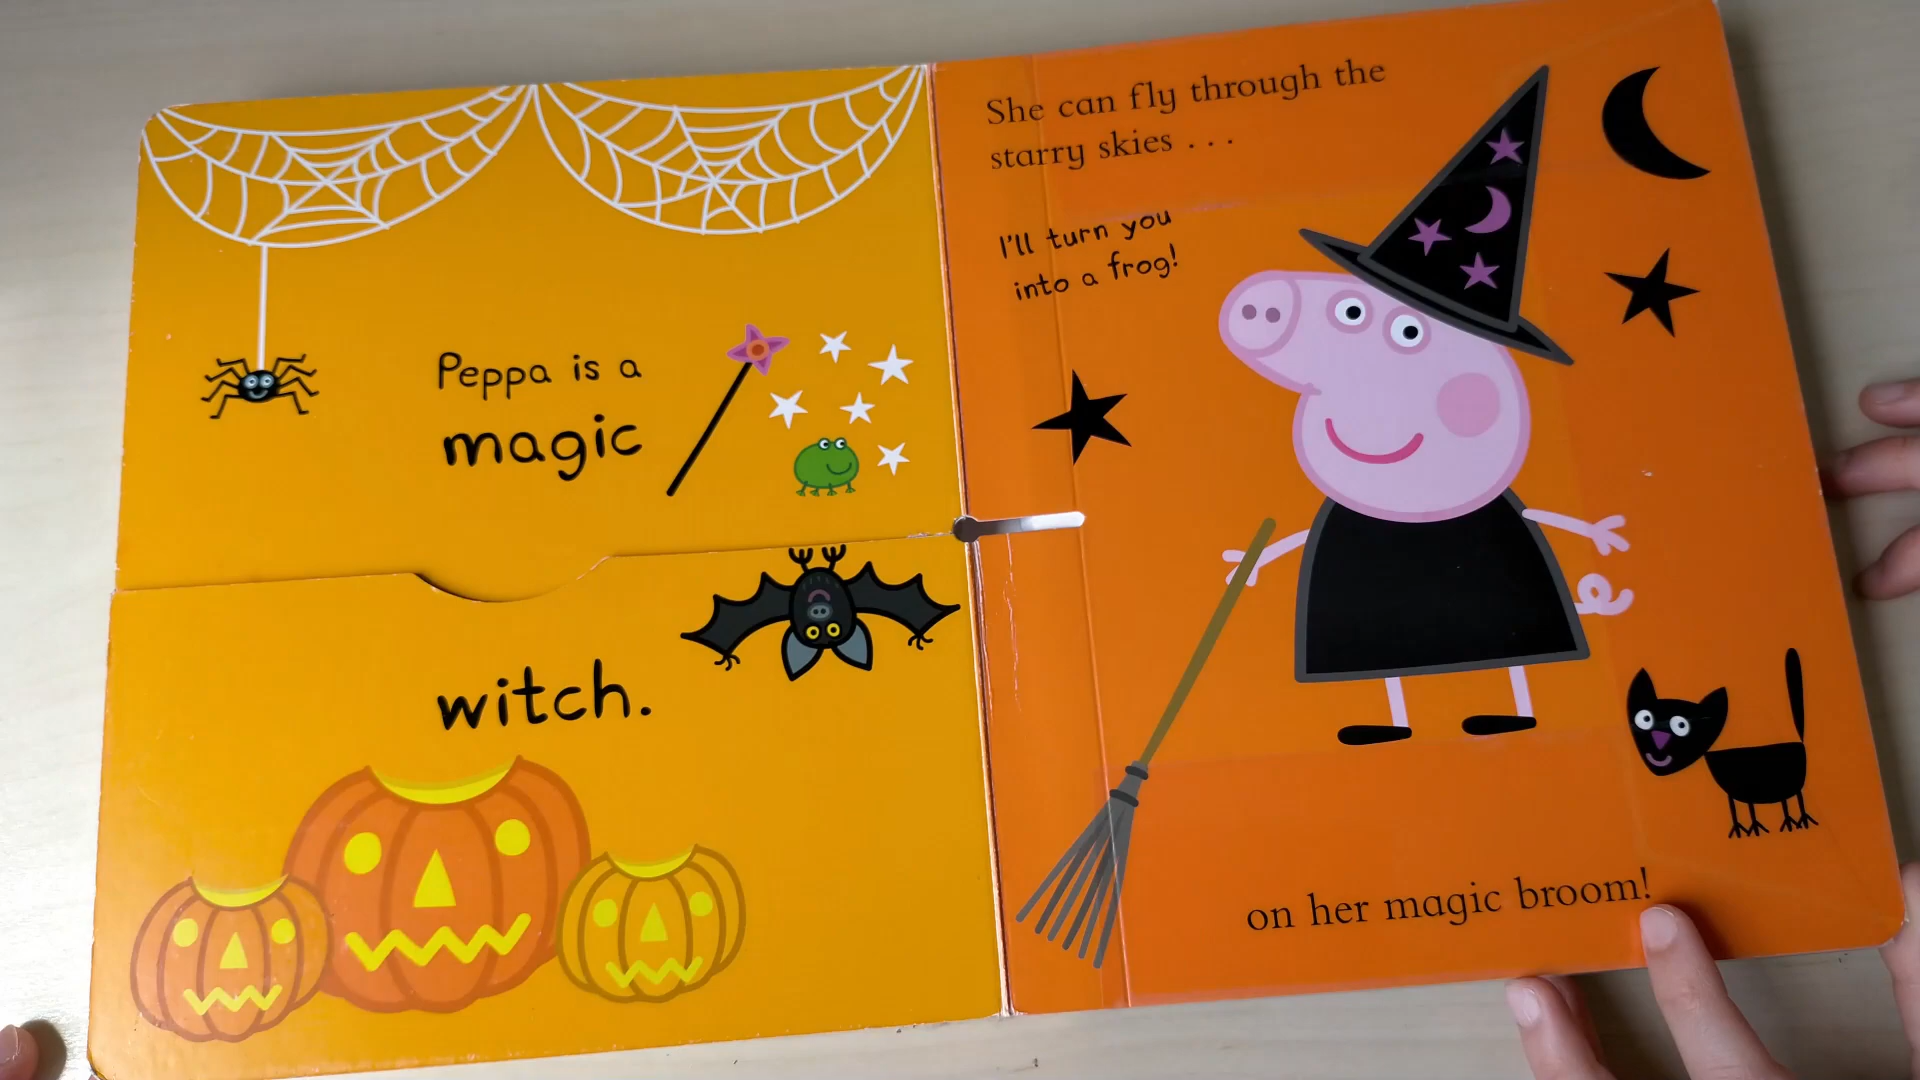 Peppa is a
magic
witch.
She can fly through the
starry skies . . .
I'll turn you
into a frog!
on her magic broom!